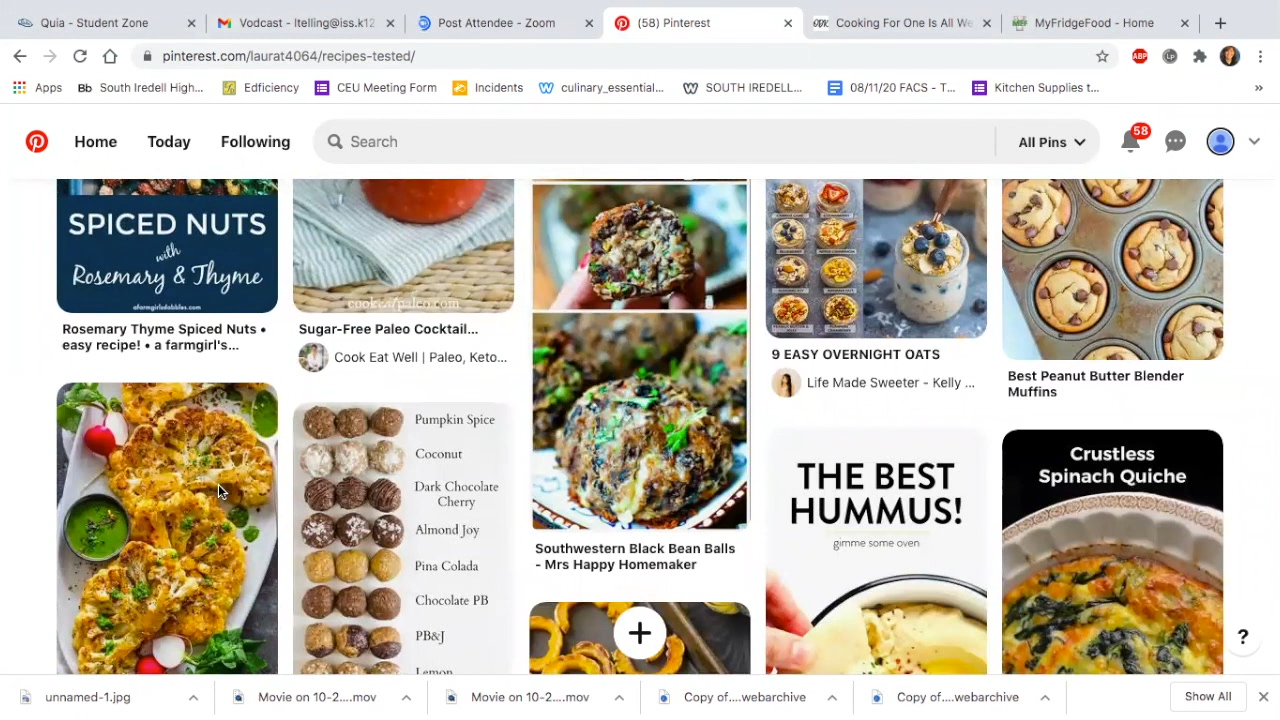 Quia - Student Zone
Vodcast - ltelling@iss.k12
Post Attendee - Zoom
(58) Pinterest
Cooking For One Is All We
MyFridgeFood - Home
pinterest.com/laurat4064/recipes-tested/
ABP
Apps
Bb South Iredell High...
Edficiency
CEU Meeting Form
Incidents
culinary_essential...
SOUTH IREDELL...
08/11/20 FACS - T...
Kitchen Supplies t...
»
Home
Today
Following
Search
All Pins
58
SPICED NUTS
with
Rosemary & Thyme
afarmgirlsdabbles.com
Rosemary Thyme Spiced Nuts •
easy recipe! • a farmgirl's...
cookeatpaleo.com
Sugar-Free Paleo Cocktail...
Cook Eat Well | Paleo, Keto...
Pumpkin Spice
Coconut
Dark Chocolate
Cherry
Almond Joy
Pina Colada
Chocolate PB
PB&J
Lemon
Southwestern Black Bean Balls
- Mrs Happy Homemaker
9 EASY OVERNIGHT OATS
Life Made Sweeter - Kelly ...
THE BEST
HUMMUS!
gimme some oven
Best Peanut Butter Blender
Muffins
Crustless
Spinach Quiche
?
unnamed-1.jpg
Movie on 10-2....mov
Movie on 10-2....mov
Copy of....webarchive
Copy of....webarchive
Show All